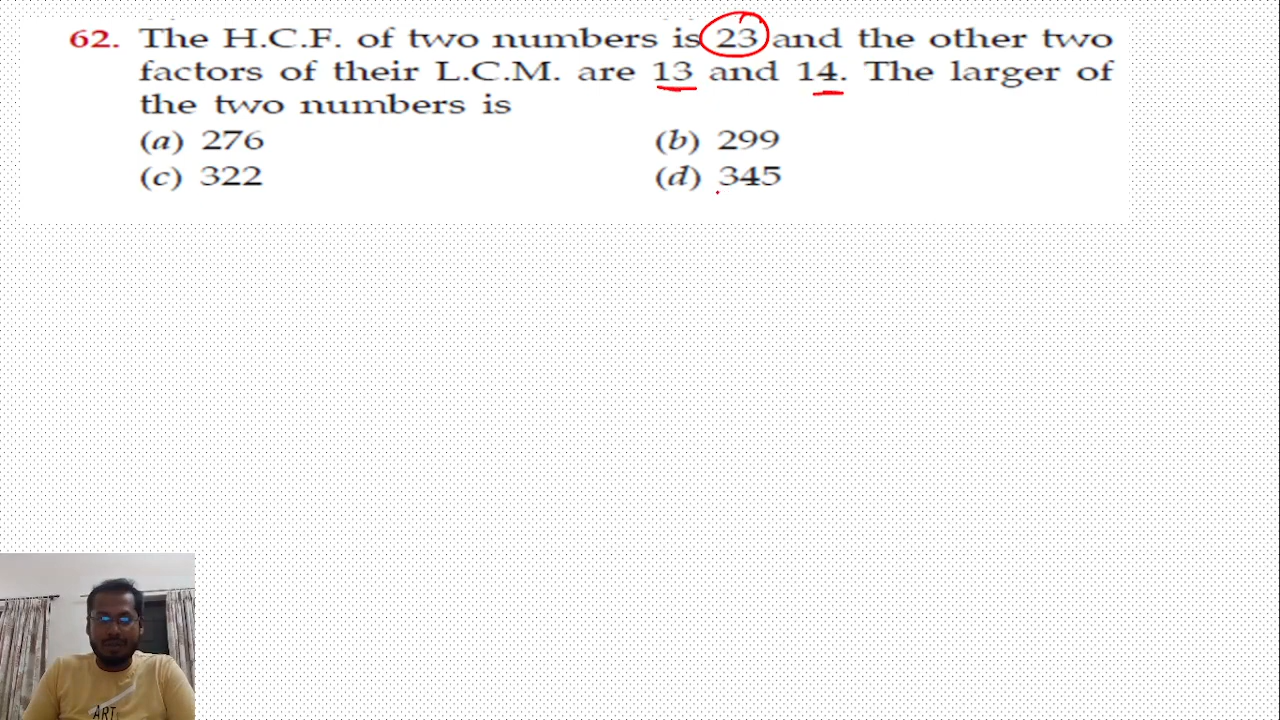 62. The H.C.F. of two numbers is 23 and the other two
factors of their L.C.M. are 13 and 14. The larger of
the two numbers is
(a) 276 (b) 299
(c) 322 (d) 345
ART